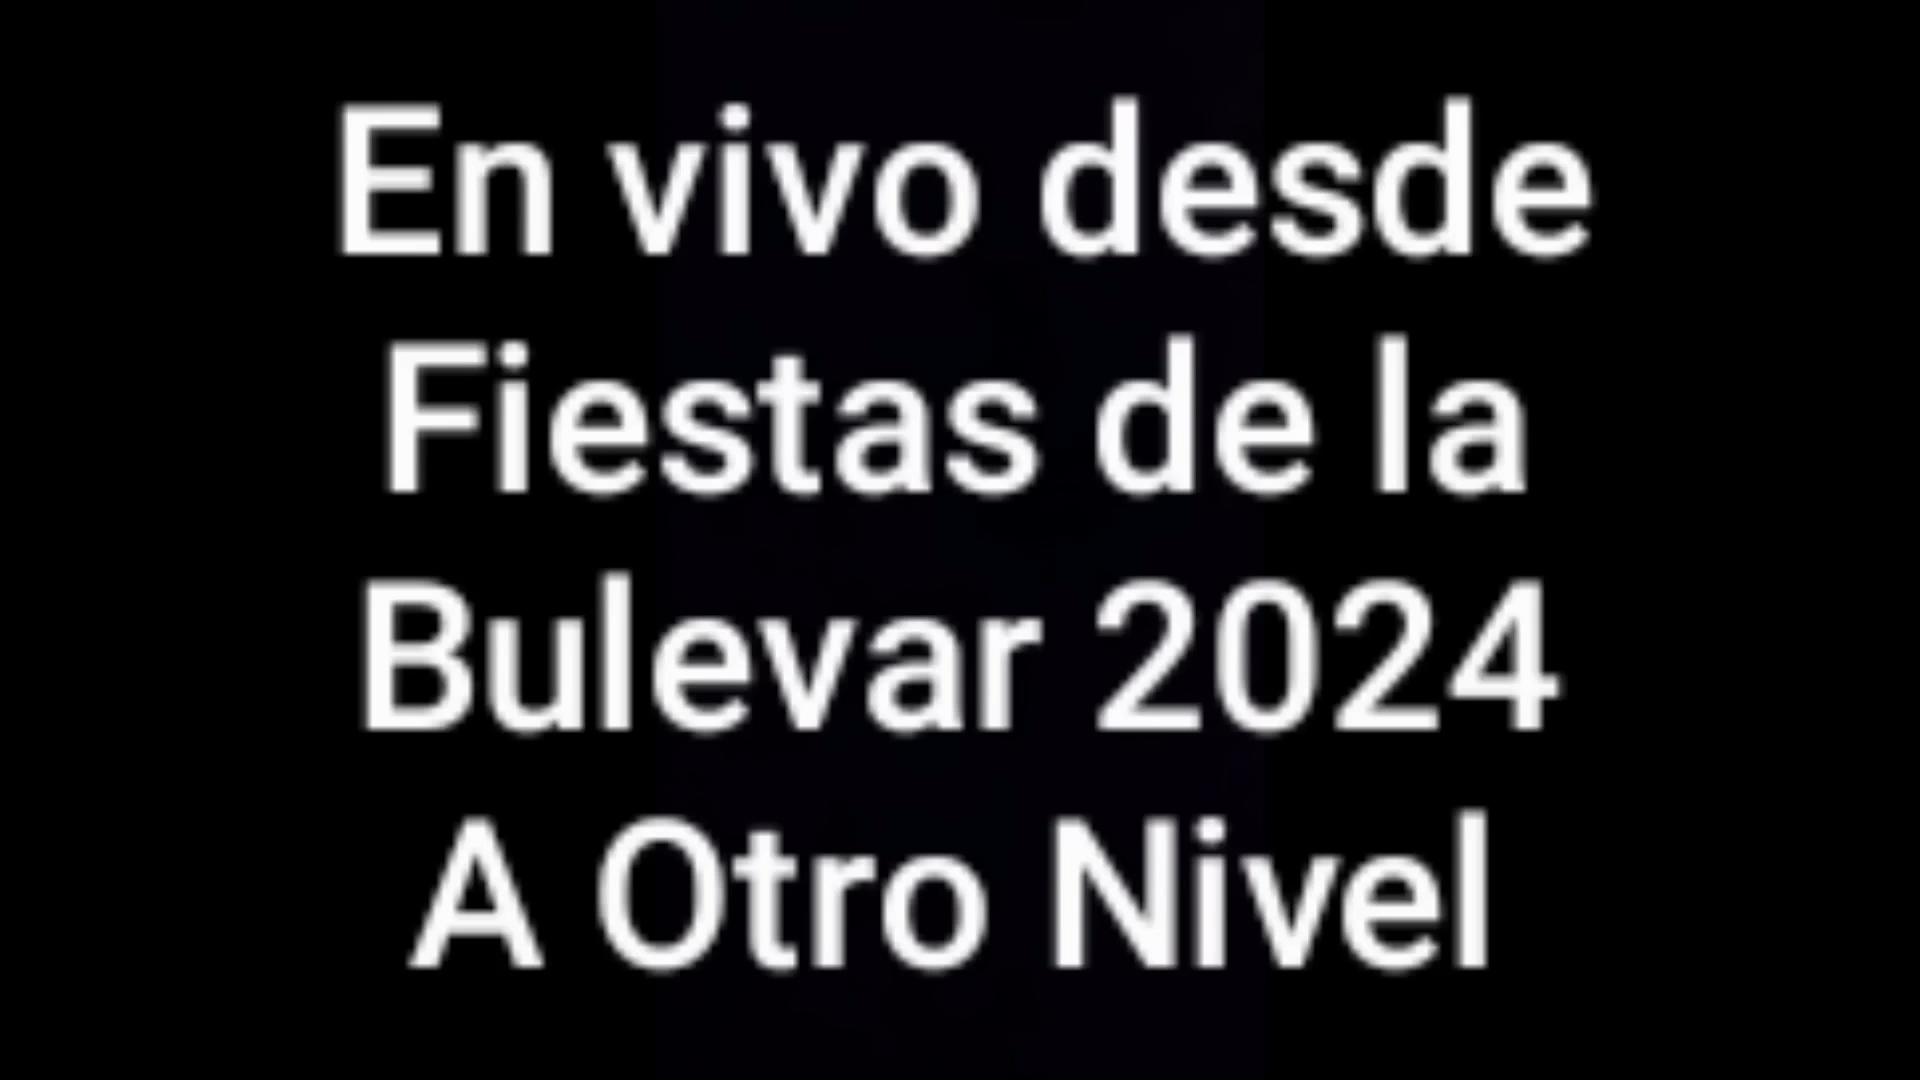 En vivo desde
Fiestas de la
Bulevar 2024
A Otro Nivel